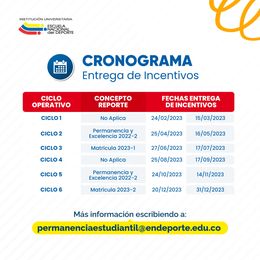 INSTITUCIÓN UNIVERSITARIA
ESCUELA
NACIONAL
del DEPORTE
CRONOGRAMA
Entrega de Incentivos
CICLO OPERATIVO CONCEPTO REPORTE FECHAS ENTREGA DE INCENTIVOS
CICLO 1 No Aplica 24/02/2023 15/03/2023
CICLO 2 Permanencia y Excelencia 2022-2 25/04/2023 16/05/2023
CICLO 3 Matrícula 2023-1 27/06/2023 17/07/2023
CICLO 4 No Aplica 25/08/2023 17/09/2023
CICLO 5 Permanencia y Excelencia 2022-2 24/10/2023 14/11/2023
CICLO 6 Matrícula 2023-2 20/12/2023 31/12/2023
Más información escribiendo a:
permanenciaestudiantil@endeporte.edu.co